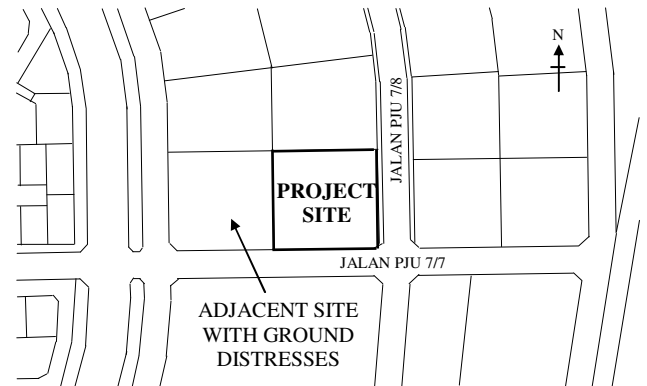 N
JALAN PJU 7/8
PROJECT
SITE
JALAN PJU 7/7
ADJACENT SITE
WITH GROUND
DISTRESSES